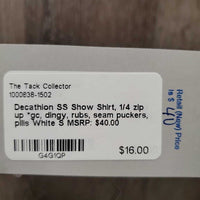 The Tack Collector
1000838-1502
Decathlon SS Show Shirt, 1/4 zip
up *gc, dingy, rubs, seam puckers,
pills White S MSRP: $40.00
G4G1QP
$16.00
Retail (New) Price
is $ 40